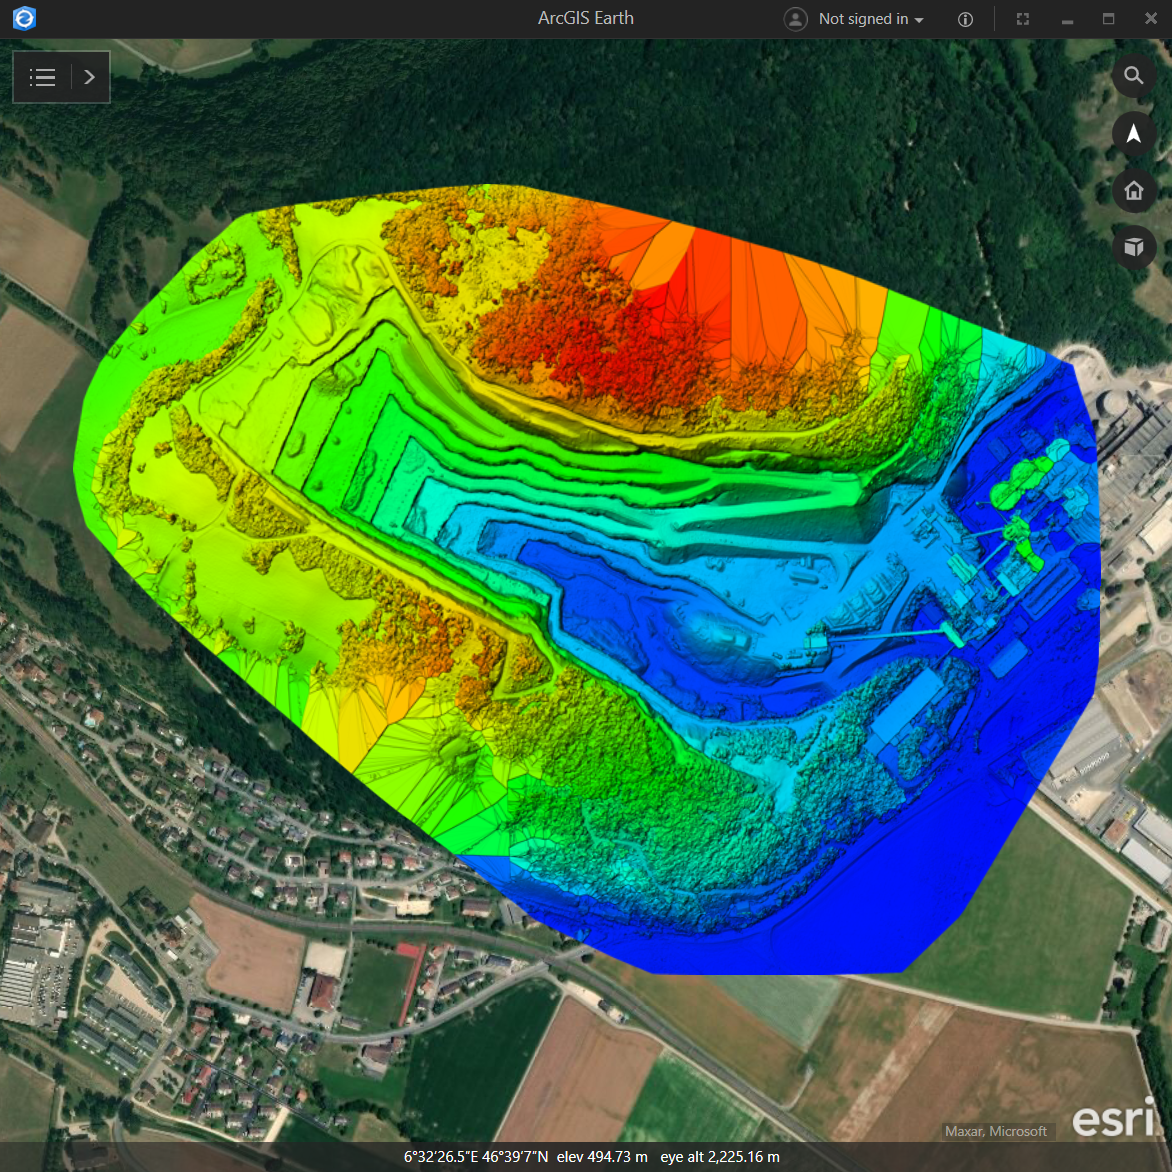 ArcGIS Earth
Not signed in
Maxar, Microsoft
esri
6°32'26.5"E 46°39'7"N elev 494.73 m eye alt 2,225.16 m